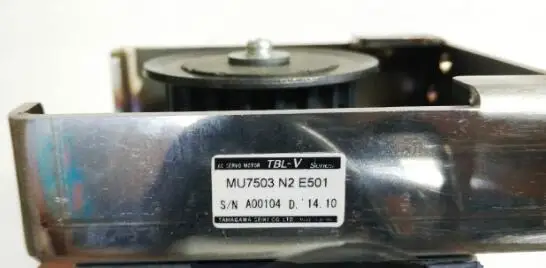 AC SERVO MOTOR TBL-V Series
MU7503 N2 E501
S/N A00104 D.'14.10
TAMAGAWA SEIKI CO.LTD.